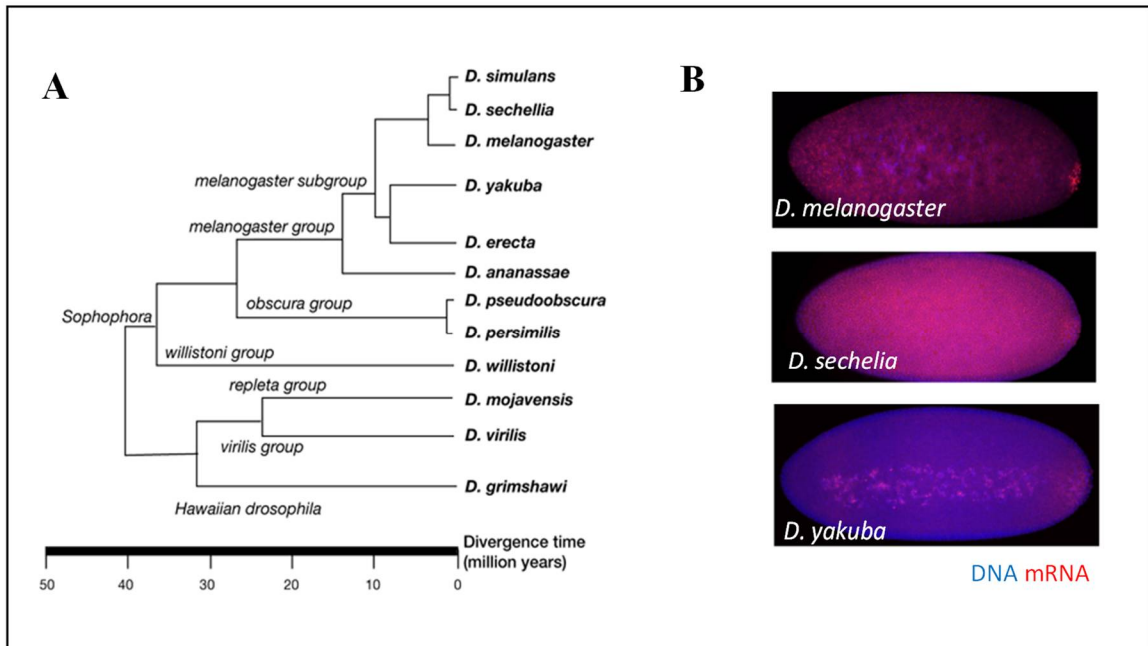 A
D. simulans
D. sechellia
D. melanogaster
melanogaster subgroup
D. yakuba
melanogaster group
D. erecta
D. ananassae
obscura group
D. pseudoobscura
D. persimilis
Sophophora
willistoni group
D. willistoni
repleta group
D. mojavensis
virilis group
D. virilis
D. grimshawi
Hawaiian drosophila
Divergence time
(million years)
50 40 30 20 10 0
B
D. melanogaster
D. sechelia
D. yakuba
DNA mRNA